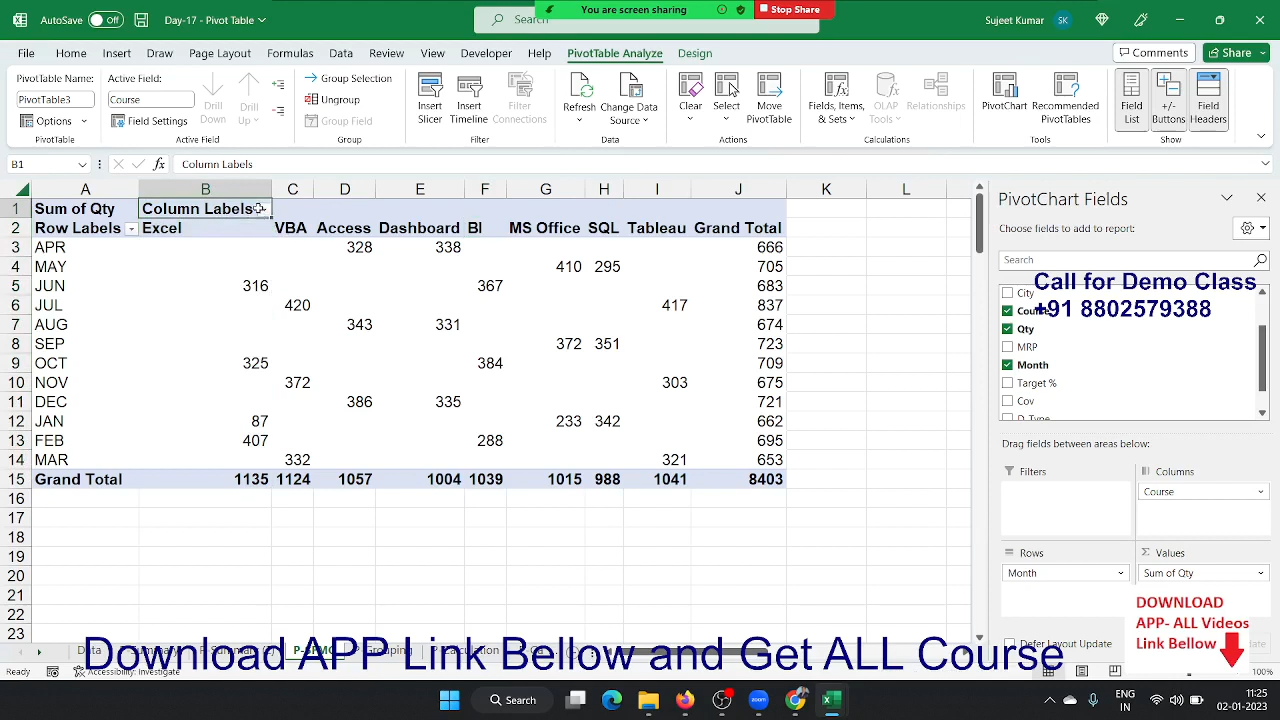 AutoSave Off
Day-17 - Pivot Table
Search
You are screen sharing
Stop Share
Sujeet Kumar
SK
File Home Insert Draw Page Layout Formulas Data Review View Developer Help PivotTable Analyze Design
Comments
Share
PivotTable Name:
PivotTable3
Options
PivotTable
Active Field:
Course
Field Settings
Drill Down
Drill Up
Active Field
Group Selection
Ungroup
Group Field
Group
Insert Slicer
Insert Timeline
Filter Connections
Filter
Refresh
Change Data Source
Data
Clear
Select
Move PivotTable
Actions
Fields, Items, & Sets
OLAP Tools
Relationships
Calculations
PivotChart
Recommended PivotTables
Tools
Field List
+/- Buttons
Field Headers
Show
B1
fx
Column Labels
A B C D E F G H I J K L
1 Sum of Qty Column Labels
2 Row Labels Excel VBA Access Dashboard BI MS Office SQL Tableau Grand Total
3 APR 328 338 666
4 MAY 410 295 705
5 JUN 316 367 683
6 JUL 420 417 837
7 AUG 343 331 674
8 SEP 372 351 723
9 OCT 325 384 709
10 NOV 372 303 675
11 DEC 386 335 721
12 JAN 87 233 342 662
13 FEB 407 288 695
14 MAR 332 321 653
15 Grand Total 1135 1124 1057 1004 1039 1015 988 1041 8403
16
17
18
19
20
21
22
23
PivotChart Fields
Choose fields to add to report:
Search
City
Course
Qty
MRP
Month
Target %
Cov
D_Type
Call for Demo Class
+91 8802579388
Drag fields between areas below:
Filters
Columns
Course
Rows
Month
Values
Sum of Qty
DOWNLOAD
APP- ALL Videos
Link Bellow
Defer Layout Update
Data
Download APP Link Bellow and Get ALL Course
Ready
Accessibility: Investigate
100%
Search
ENG
IN
11:25
02-01-2023